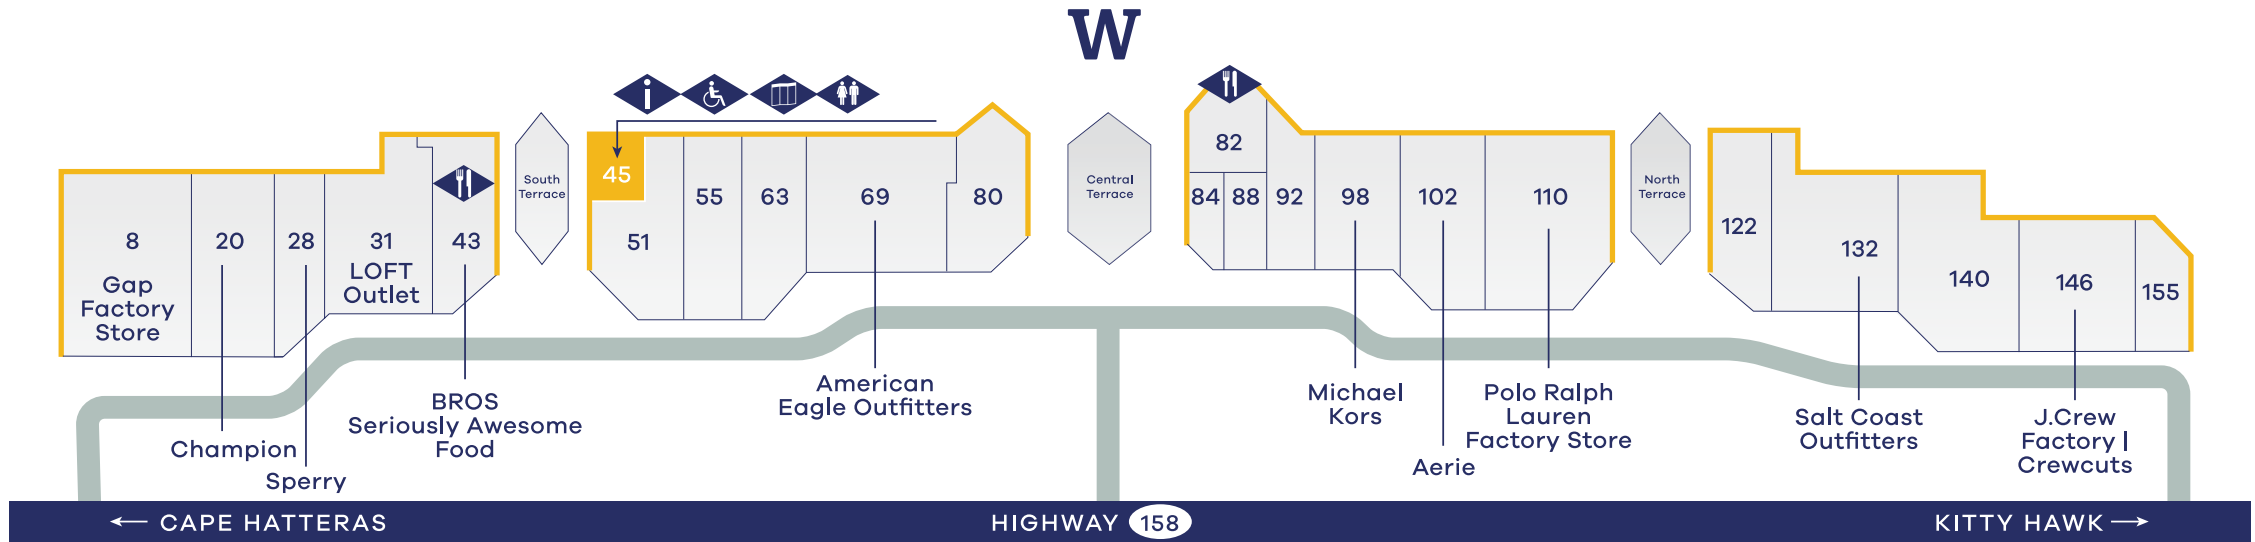 W
8
Gap
Factory
Store
20
28
31
LOFT
Outlet
43
South
Terrace
45
51
55
63
69
80
Central
Terrace
82
84
88
92
98
102
110
North
Terrace
122
132
140
146
155
Champion
Sperry
BROS
Seriously Awesome
Food
American
Eagle Outfitters
Michael
Kors
Aerie
Polo Ralph
Lauren
Factory Store
Salt Coast
Outfitters
J.Crew
Factory |
Crewcuts
← CAPE HATTERAS
HIGHWAY 158
KITTY HAWK →